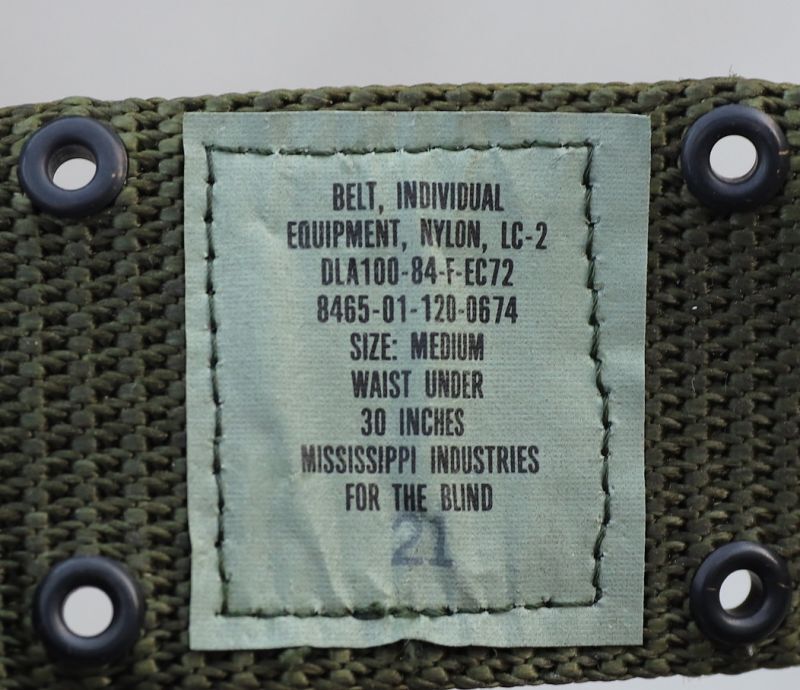 BELT, INDIVIDUAL
EQUIPMENT, NYLON, LC-2
DLA100-84-F-EC72
8465-01-120-0674
SIZE: MEDIUM
WAIST UNDER
30 INCHES
MISSISSIPPI INDUSTRIES
FOR THE BLIND
21